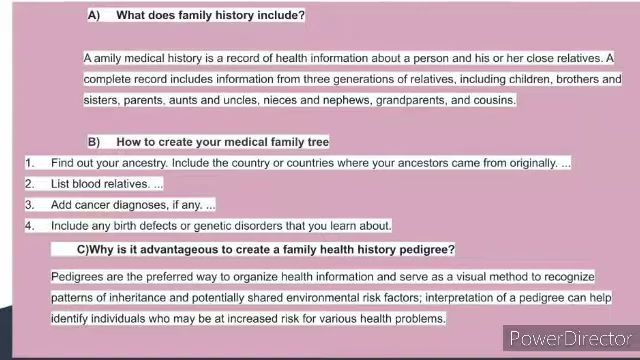 A) What does family history include?
A amily medical history is a record of health information about a person and his or her close relatives. A
complete record includes information from three generations of relatives, including children, brothers and
sisters, parents, aunts and uncles, nieces and nephews, grandparents, and cousins.
B) How to create your medical family tree
1. Find out your ancestry. Include the country or countries where your ancestors came from originally. ...
2. List blood relatives. ...
3. Add cancer diagnoses, if any. ...
4. Include any birth defects or genetic disorders that you learn about.
C)Why is it advantageous to create a family health history pedigree?
Pedigrees are the preferred way to organize health information and serve as a visual method to recognize
patterns of inheritance and potentially shared environmental risk factors; interpretation of a pedigree can help
identify individuals who may be at increased risk for various health problems.
PowerDirector